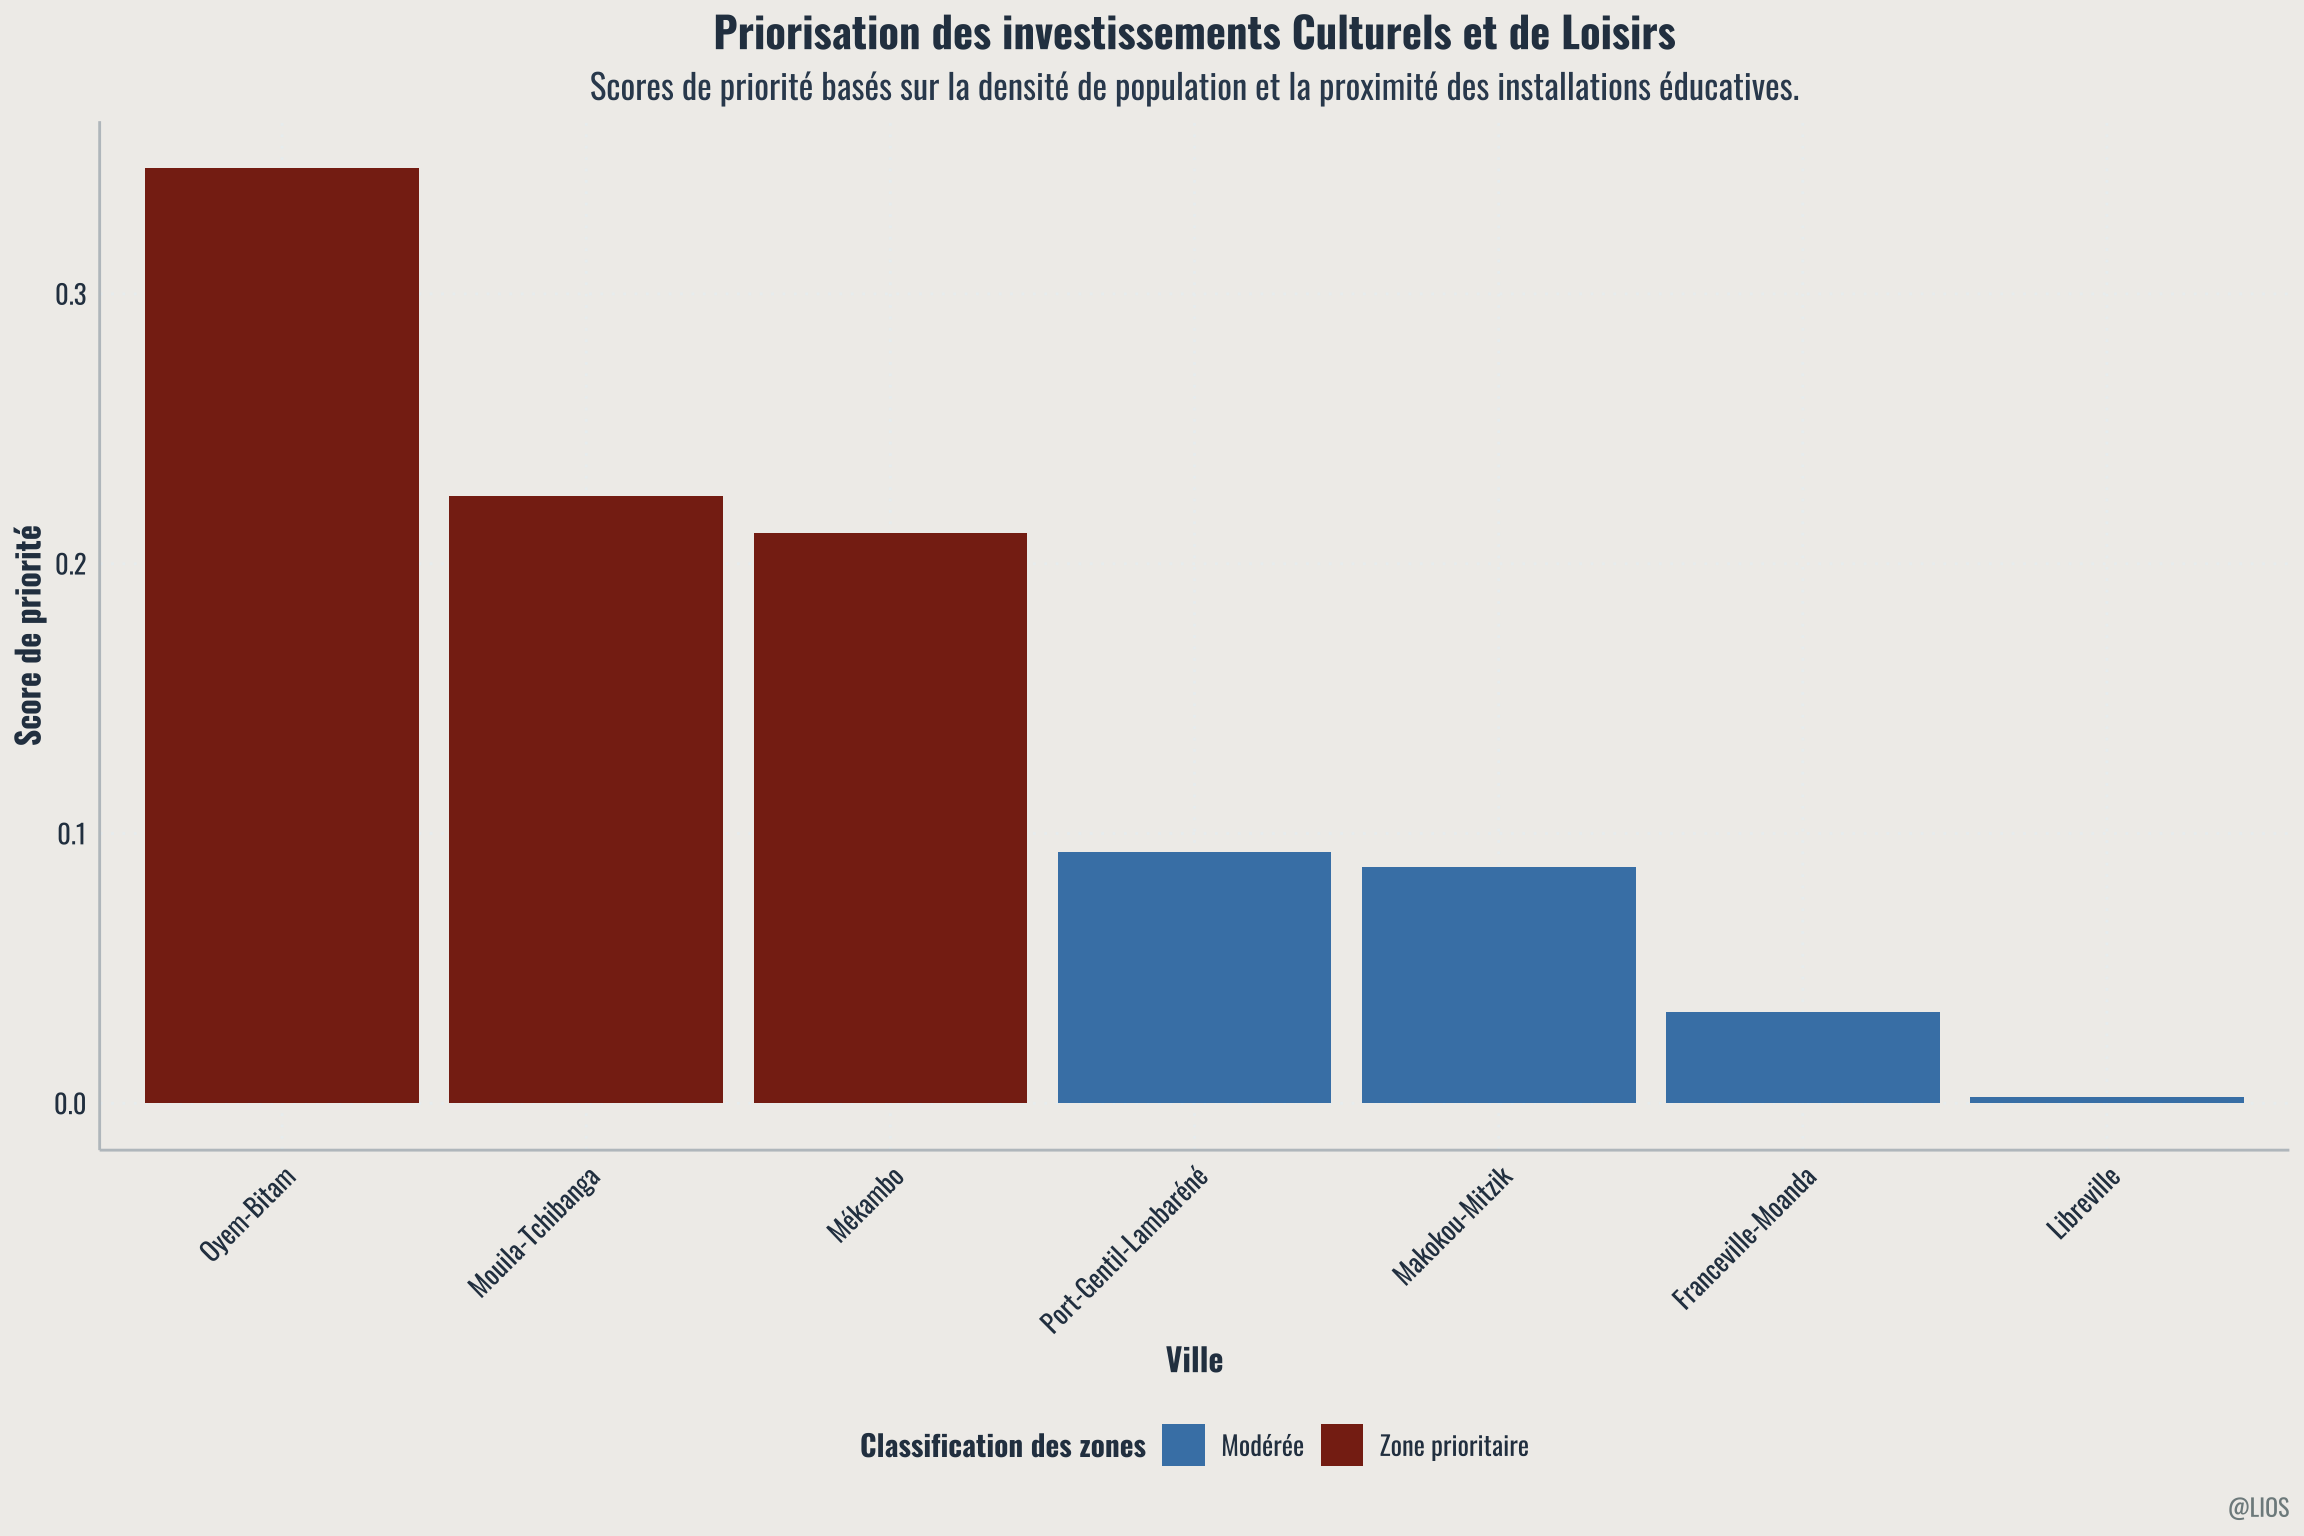 Priorisation des investissements Culturels et de Loisirs
Scores de priorité basés sur la densité de population et la proximité des installations éducatives.
Score de priorité
0.3
0.2
0.1
0.0
Oyem-Bitam
Mouila-Tchibanga
Mékambo
Port-Gentil-Lambaréné
Makokou-Mitzik
Franceville-Moanda
Libreville
Ville
Classification des zones Modérée Zone prioritaire
@LIOS